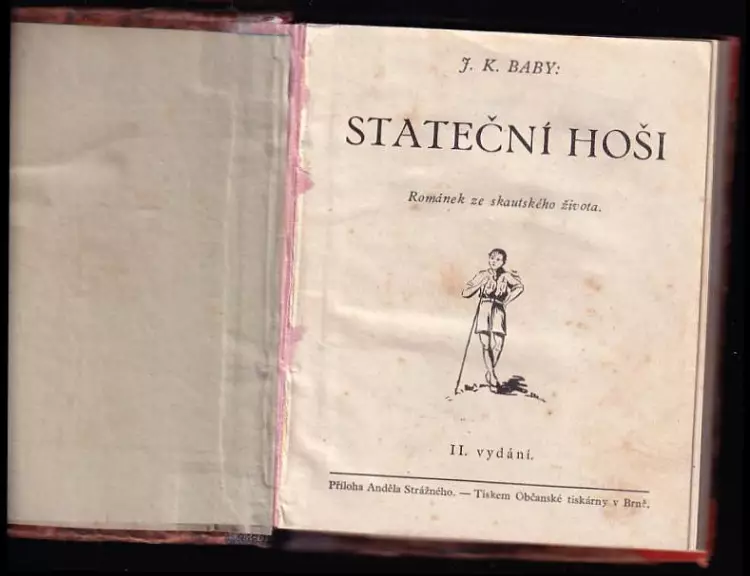 J. K. BABY:
STATEČNÍ HOŠI
Románek ze skautského života.
II. vydání.
Příloha Anděla Strážného. — Tiskem Občanské tiskárny v Brně.